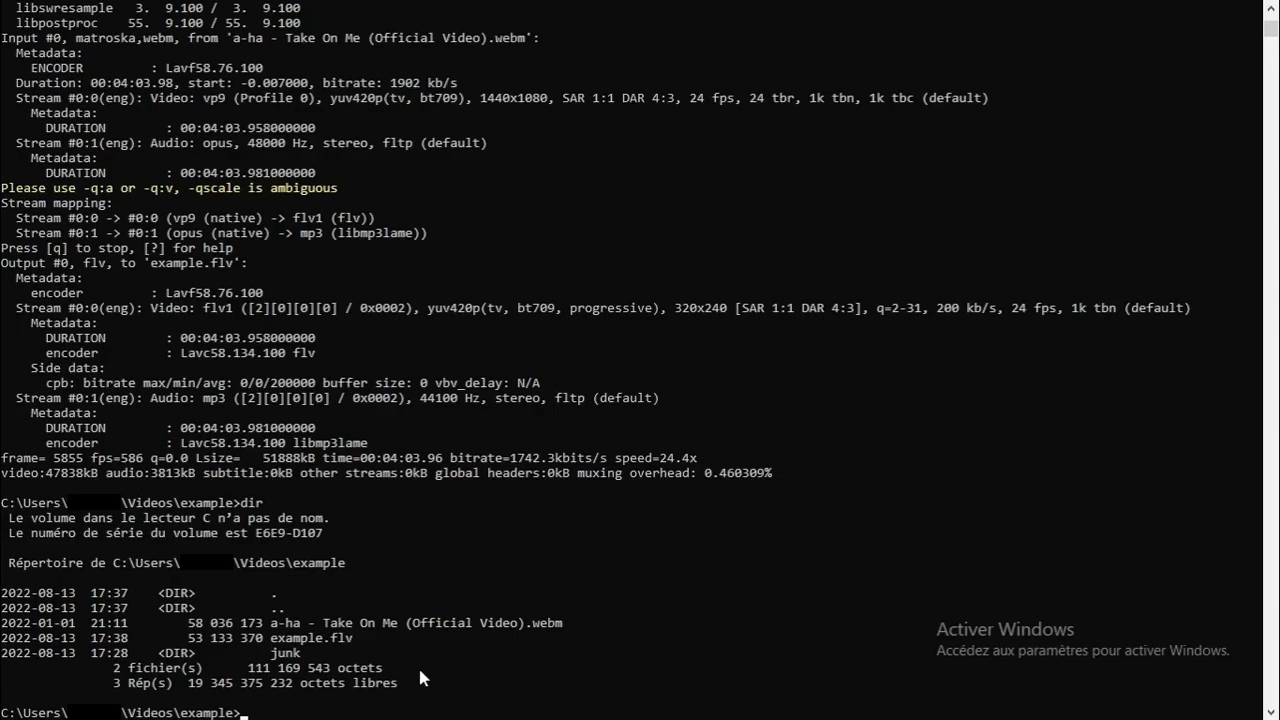 libswresample   3.  9.100 /  3.  9.100
libpostproc    55.  9.100 / 55.  9.100
Input #0, matroska,webm, from 'a-ha - Take On Me (Official Video).webm':
Metadata:
ENCODER         : Lavf58.76.100
Duration: 00:04:03.98, start: -0.007000, bitrate: 1902 kb/s
Stream #0:0(eng): Video: vp9 (Profile 0), yuv420p(tv, bt709), 1440x1080, SAR 1:1 DAR 4:3, 24 fps, 24 tbr, 1k tbn, 1k tbc (default)
Metadata:
DURATION        : 00:04:03.958000000
Stream #0:1(eng): Audio: opus, 48000 Hz, stereo, fltp (default)
Metadata:
DURATION        : 00:04:03.981000000
Please use -q:a or -q:v, -qscale is ambiguous
Stream mapping:
Stream #0:0 -> #0:0 (vp9 (native) -> flv1 (flv))
Stream #0:1 -> #0:1 (opus (native) -> mp3 (libmp3lame))
Press [q] to stop, [?] for help
Output #0, flv, to 'example.flv':
Metadata:
encoder         : Lavf58.76.100
Stream #0:0(eng): Video: flv1 ([2][0][0][0] / 0x0002), yuv420p(tv, bt709, progressive), 320x240 [SAR 1:1 DAR 4:3], q=2-31, 200 kb/s, 24 fps, 1k tbn (default)
Metadata:
DURATION        : 00:04:03.958000000
encoder         : Lavc58.134.100 flv
Side data:
cpb: bitrate max/min/avg: 0/0/200000 buffer size: 0 vbv_delay: N/A
Stream #0:1(eng): Audio: mp3 ([2][0][0][0] / 0x0002), 44100 Hz, stereo, fltp (default)
Metadata:
DURATION        : 00:04:03.981000000
encoder         : Lavc58.134.100 libmp3lame
frame= 5855 fps=586 q=0.0 Lsize=   51888kB time=00:04:03.96 bitrate=1742.3kbits/s speed=24.4x
video:47838kB audio:3813kB subtitle:0kB other streams:0kB global headers:0kB muxing overhead: 0.460309%
C:\Users\       \Videos\example>dir
Le volume dans le lecteur C n'a pas de nom.
Le numéro de série du volume est E6E9-D107
Répertoire de C:\Users\       \Videos\example
2022-08-13  17:37    <DIR>          .
2022-08-13  17:37    <DIR>          ..
2022-01-01  21:11        58 036 173 a-ha - Take On Me (Official Video).webm
2022-08-13  17:38        53 133 370 example.flv
2022-08-13  17:28    <DIR>          junk
2 fichier(s)      111 169 543 octets
3 Rép(s)  19 345 375 232 octets libres
C:\Users\       \Videos\example>
Activer Windows
Accédez aux paramètres pour activer Windows.